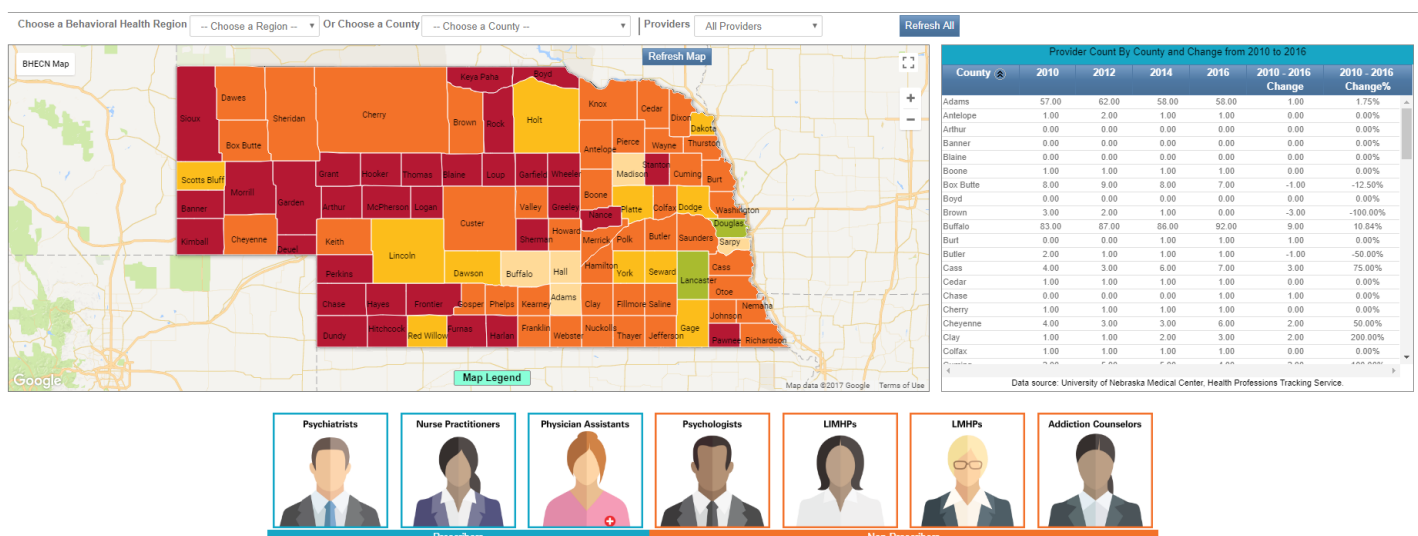 Choose a Behavioral Health Region -- Choose a Region -- Or Choose a County -- Choose a County -- Providers All Providers Refresh All
BHECN Map
Refresh Map
Keya Paha Boyd
Dawes Sioux Sheridan Cherry Brown Rock Holt Knox Cedar Dixon Dakota
Box Butte Antelope Pierce Wayne Thurston
Scotts Bluff Morrill Garden Grant Hooker Thomas Blaine Loup Garfield Wheeler Madison Stanton Cuming Burt
Banner Arthur McPherson Logan Custer Valley Greeley Boone Nance Platte Colfax Dodge Washington
Kimball Cheyenne Deuel Keith Lincoln Sherman Howard Merrick Polk Butler Saunders Douglas Sarpy
Perkins Dawson Buffalo Hall Hamilton York Seward Lancaster Cass
Chase Hayes Frontier Gosper Phelps Kearney Adams Clay Fillmore Saline Otoe Nemaha
Dundy Hitchcock Red Willow Furnas Harlan Franklin Webster Nuckolls Thayer Jefferson Gage Johnson Pawnee Richardson
Google
Map Legend
Map data ©2017 Google Terms of Use
Provider Count By County and Change from 2010 to 2016
County 2010 2012 2014 2016 2010 - 2016 Change 2010 - 2016 Change%
Adams 57.00 62.00 58.00 58.00 1.00 1.75%
Antelope 1.00 2.00 1.00 1.00 0.00 0.00%
Arthur 0.00 0.00 0.00 0.00 0.00 0.00%
Banner 0.00 0.00 0.00 0.00 0.00 0.00%
Blaine 0.00 0.00 0.00 0.00 0.00 0.00%
Boone 1.00 1.00 1.00 1.00 0.00 0.00%
Box Butte 8.00 9.00 8.00 7.00 -1.00 -12.50%
Boyd 0.00 0.00 0.00 0.00 0.00 0.00%
Brown 3.00 2.00 1.00 0.00 -3.00 -100.00%
Buffalo 83.00 87.00 86.00 92.00 9.00 10.84%
Burt 0.00 0.00 1.00 1.00 1.00 0.00%
Butler 2.00 1.00 1.00 1.00 -1.00 -50.00%
Cass 4.00 3.00 6.00 7.00 3.00 75.00%
Cedar 1.00 1.00 1.00 1.00 0.00 0.00%
Chase 0.00 0.00 0.00 1.00 1.00 0.00%
Cherry 1.00 1.00 1.00 1.00 0.00 0.00%
Cheyenne 4.00 3.00 3.00 6.00 2.00 50.00%
Clay 1.00 1.00 2.00 3.00 2.00 200.00%
Colfax 1.00 1.00 1.00 1.00 0.00 0.00%
Data source: University of Nebraska Medical Center, Health Professions Tracking Service.
Psychiatrists Nurse Practitioners Physician Assistants Psychologists LIMHPs LMHPs Addiction Counselors
Prescribers Non Prescribers